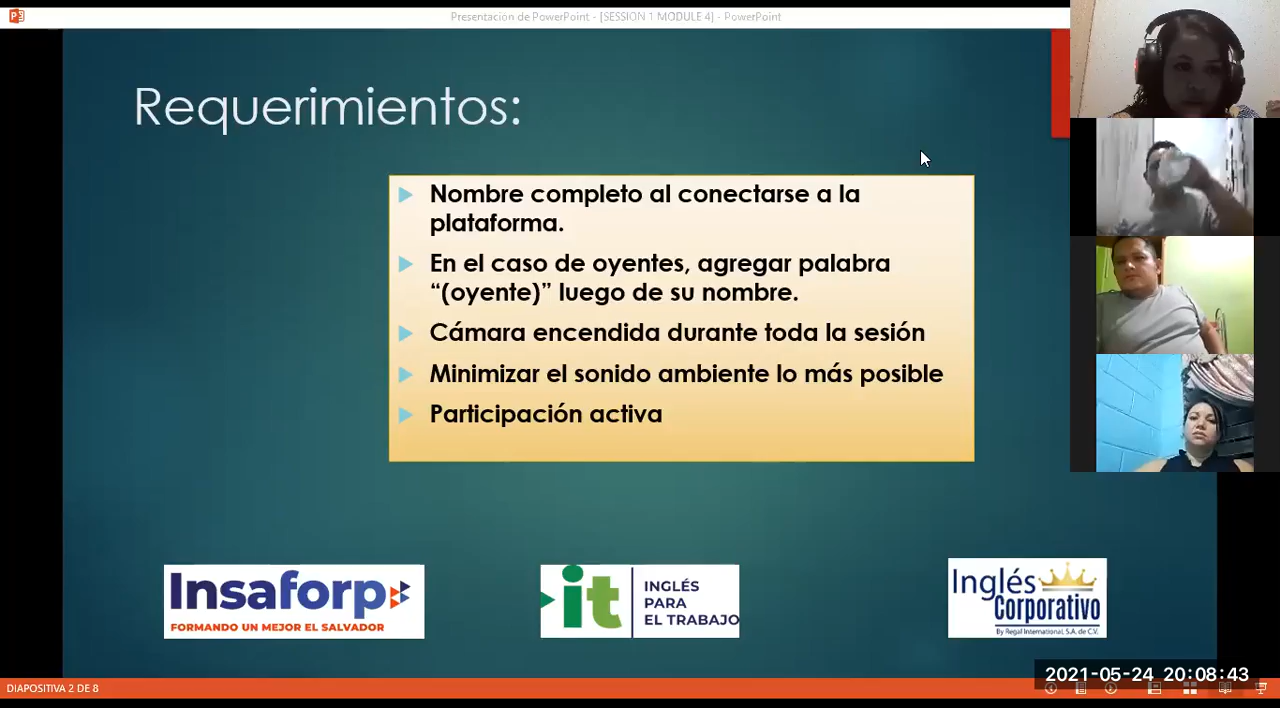 Presentación de PowerPoint - [SESSION 1 MODULE 4] - PowerPoint
Requerimientos:
Nombre completo al conectarse a la
plataforma.
En el caso de oyentes, agregar palabra
“(oyente)” luego de su nombre.
Cámara encendida durante toda la sesión
Minimizar el sonido ambiente lo más posible
Participación activa
Insaforp
FORMANDO UN MEJOR EL SALVADOR
it
INGLÉS
PARA
EL TRABAJO
Inglés
Corporativo
By Regal International, S.A. de C.V.
2021-05-24 20:08:43
DIAPOSITIVA 2 DE 8